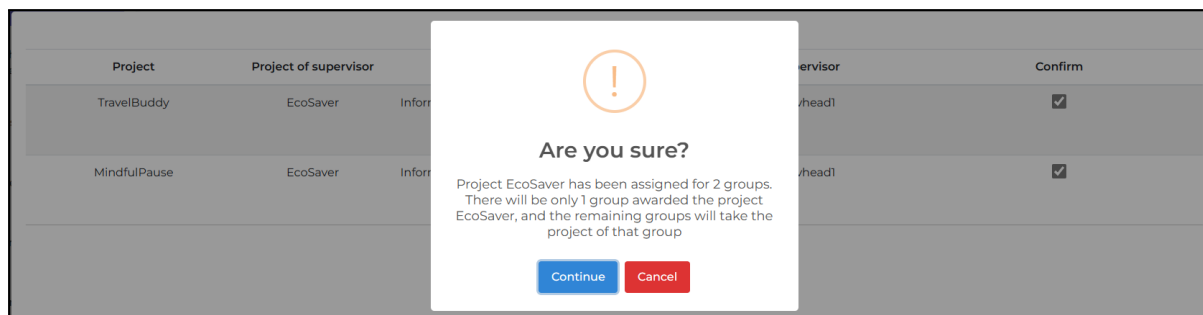 Project Project of supervisor Confirm
TravelBuddy EcoSaver
MindfulPause EcoSaver
!
Are you sure?
Project EcoSaver has been assigned for 2 groups.
There will be only 1 group awarded the project
EcoSaver, and the remaining groups will take the
project of that group
Continue Cancel